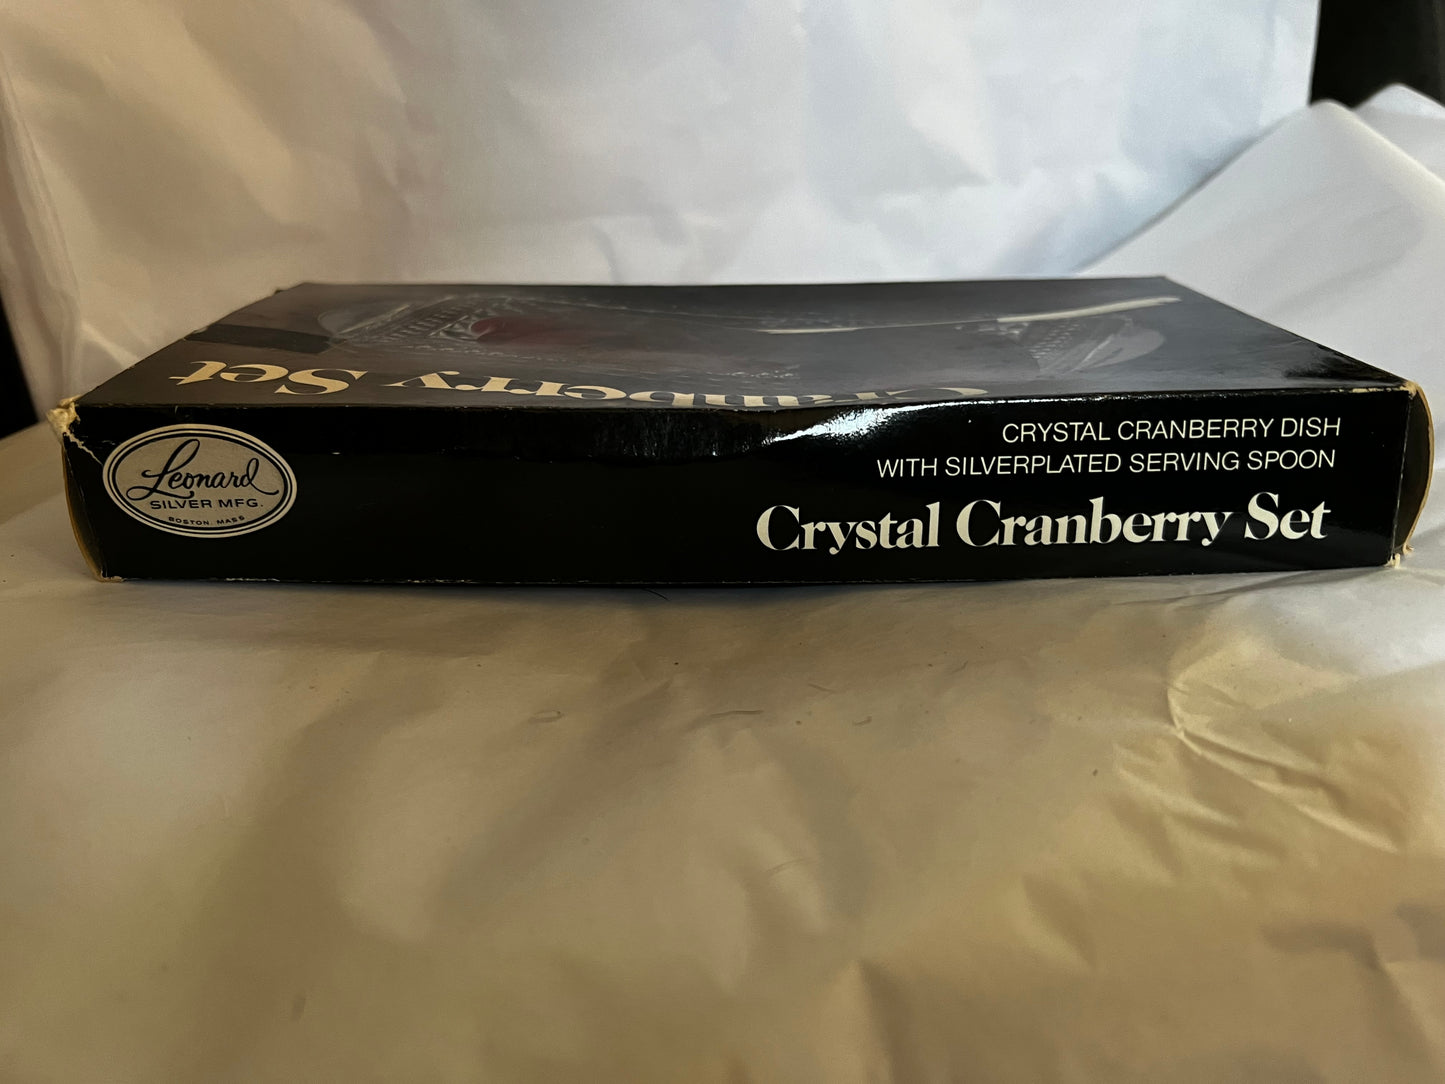 Cranberry Set
Leonard
SILVER MFG.
BOSTON, MASS
CRYSTAL CRANBERRY DISH
WITH SILVERPLATED SERVING SPOON
Crystal Cranberry Set